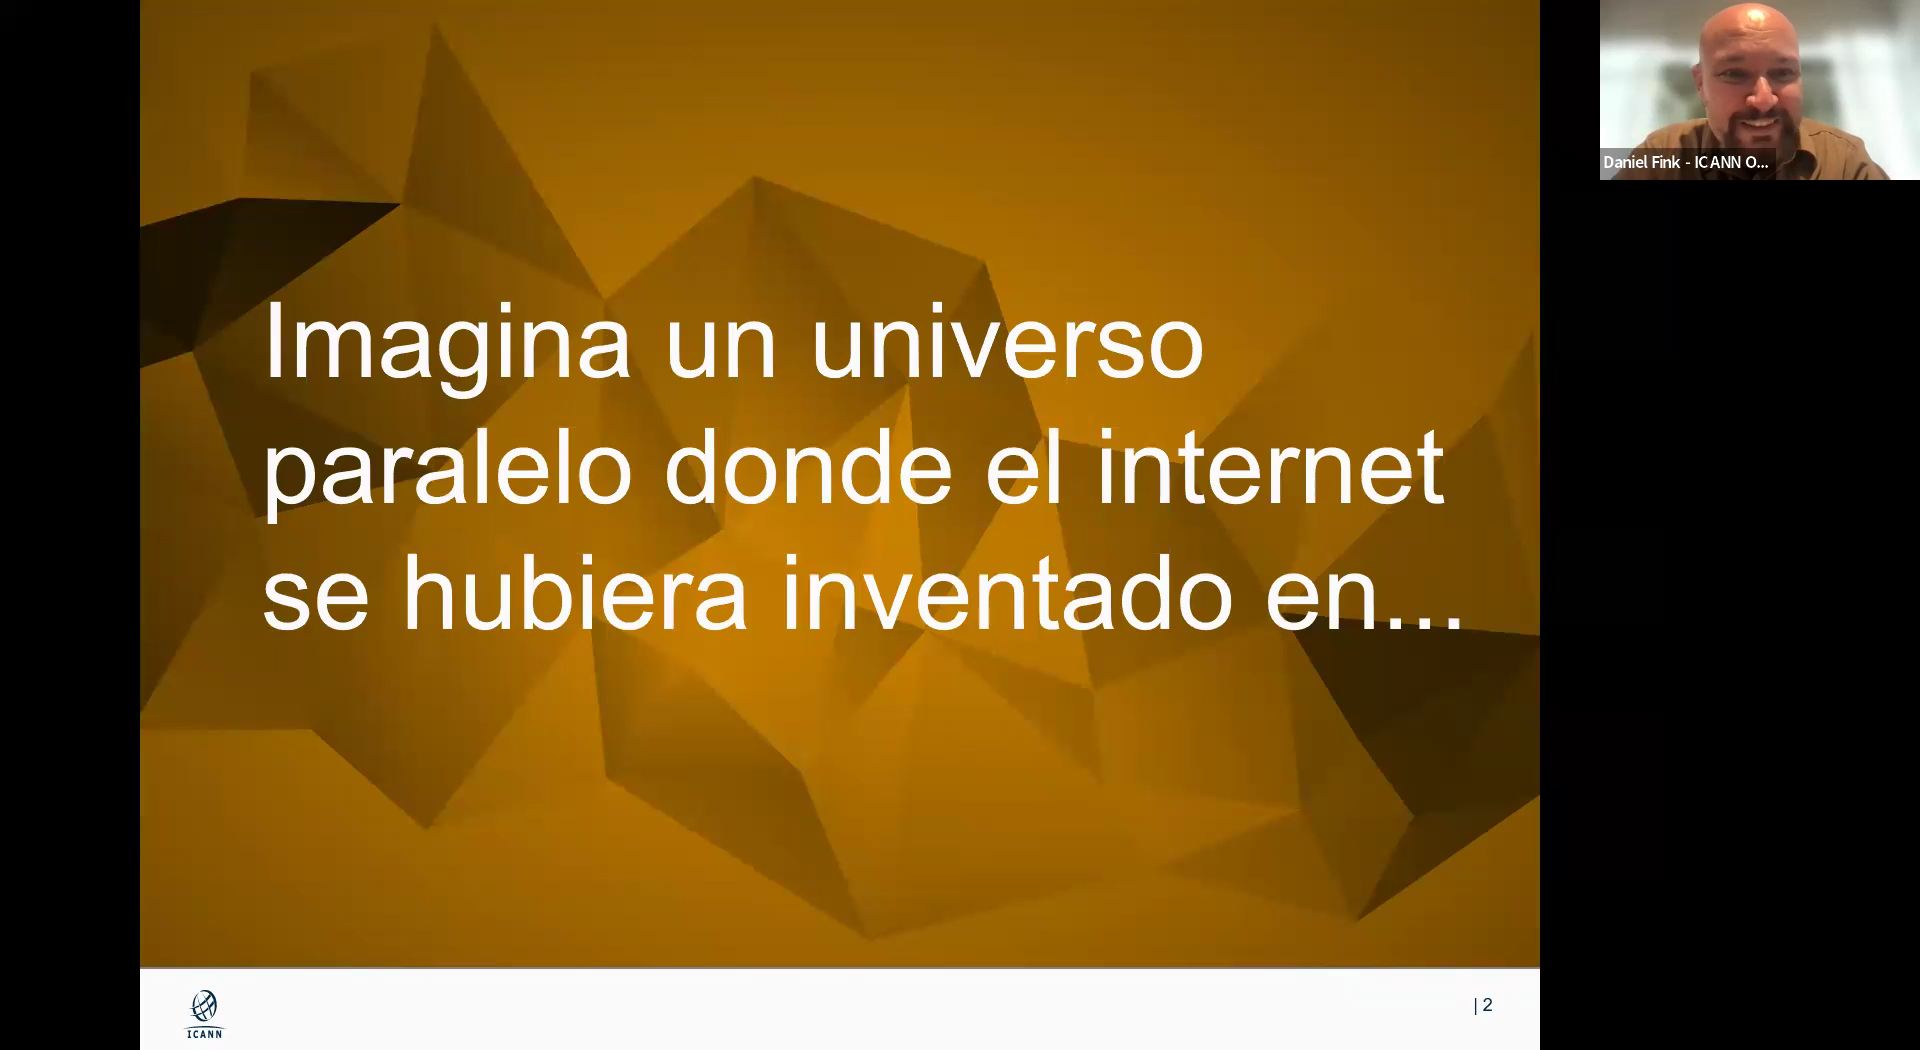 Imagina un universo
paralelo donde el internet
se hubiera inventado en...
Daniel Fink - ICANN O...
ICANN
| 2